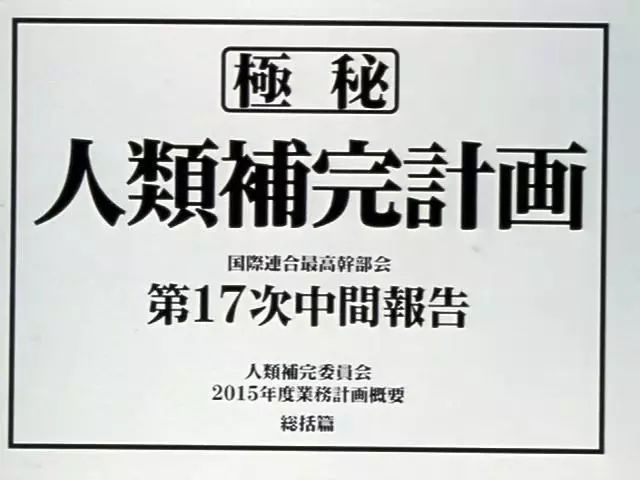 極秘
人類補完計画
国際連合最高幹部会
第17次中間報告
人類補完委員会
2015年度業務計画概要
総括篇